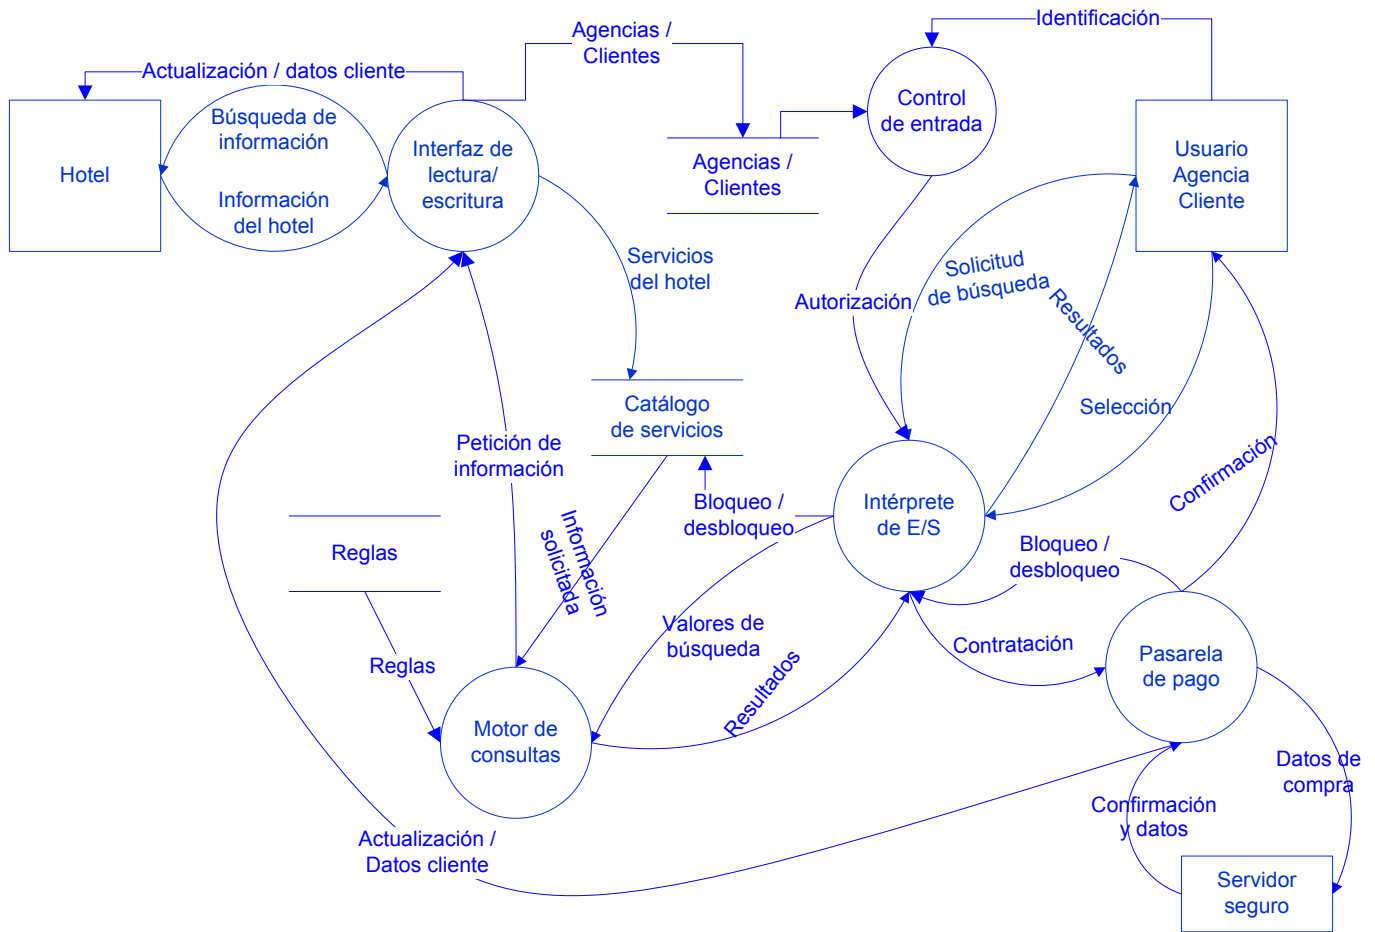 Identificación
Agencias /
Clientes
Actualización / datos cliente
Control
de entrada
Búsqueda de
información
Interfaz de
lectura/
escritura
Hotel
Agencias /
Clientes
Usuario
Agencia
Cliente
Información
del hotel
Servicios
del hotel
Solicitud
de búsqueda
Autorización
Resultados
Catálogo
de servicios
Selección
Petición de
información
Confirmación
Bloqueo /
desbloqueo
Intérprete
de E/S
Información
solicitada
Reglas
Bloqueo /
desbloqueo
Valores de
búsqueda
Contratación
Pasarela
de pago
Reglas
Resultados
Motor de
consultas
Datos de
compra
Confirmación
y datos
Actualización /
Datos cliente
Servidor
seguro